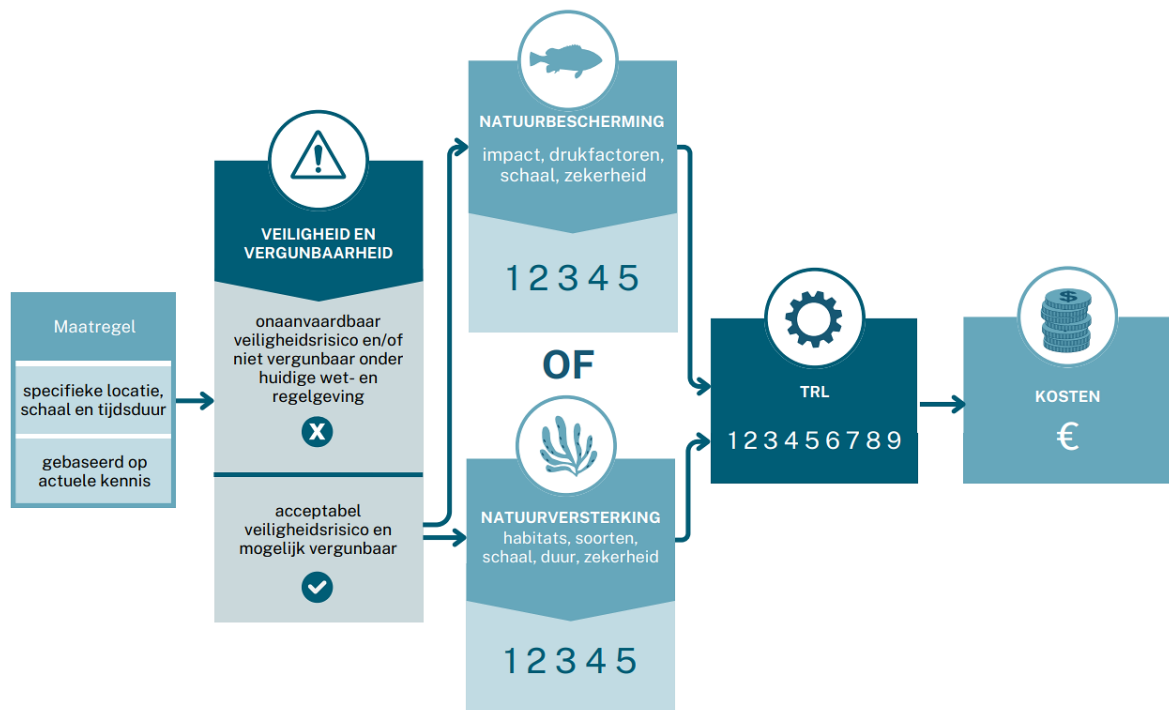 Maatregel
specifieke locatie,
schaal en tijdsduur
gebaseerd op
actuele kennis
VEILIGHEID EN
VERGUNBAARHEID
onaanvaardbaar
veiligheidsrisico en/of
niet vergunbaar onder
huidige wet- en
regelgeving
X
acceptabel
veiligheidsrisico en
mogelijk vergunbaar
NATUURBESCHERMING
impact, drukfactoren,
schaal, zekerheid
1 2 3 4 5
OF
NATUURVERSTERKING
habitats, soorten,
schaal, duur, zekerheid
1 2 3 4 5
TRL
1 2 3 4 5 6 7 8 9
$
KOSTEN
€